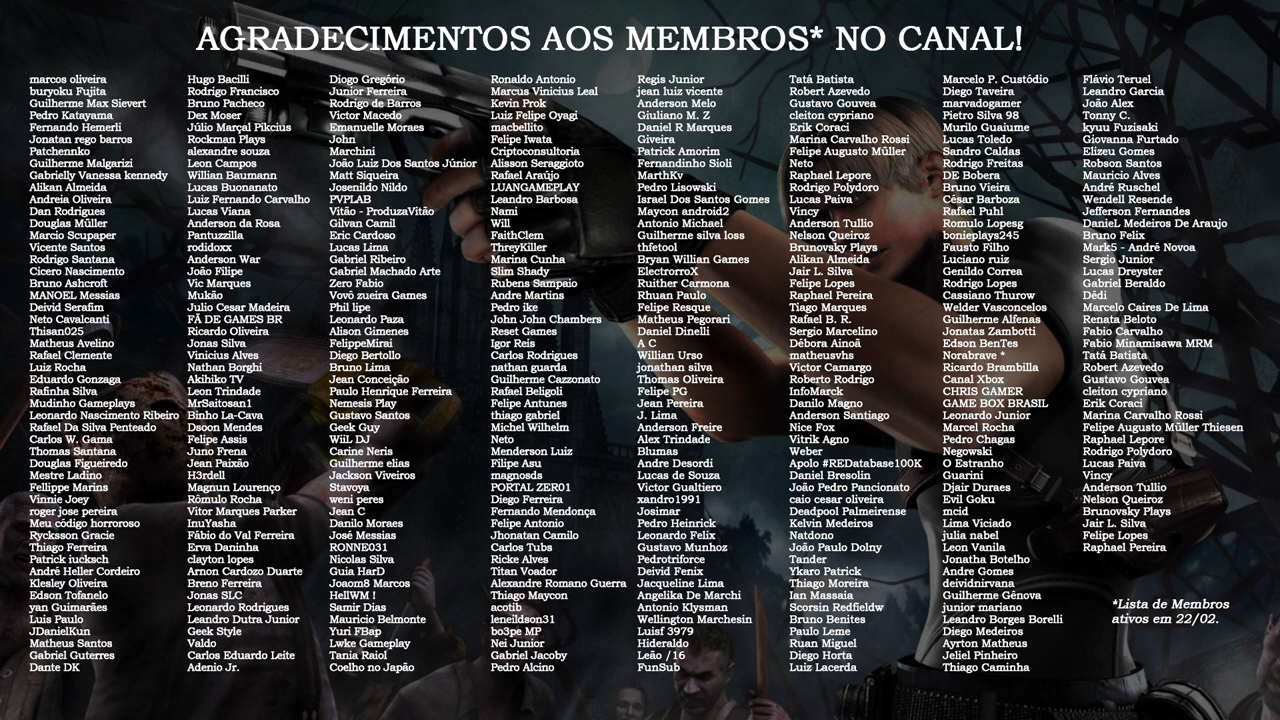 AGRADECIMENTOS AOS MEMBROS* NO CANAL!
marcos oliveira
buryoku Fujita
Guilherme Max Sievert
Pedro Katayama
Fernando Hemerli
Jonatan rego barros
Patchennko
Guilherme Malgarizi
Gabrielly Vanessa kennedy
Alikan Almeida
Andreia Oliveira
Dan Rodrigues
Douglas Müller
Marcio Scupaper
Vicente Santos
Rodrigo Santana
Cicero Nascimento
Bruno Ashcroft
MANOEL Messias
Deivid Serafim
Neto Cavalcanti
Thisan025
Matheus Avelino
Rafael Clemente
Luiz Rocha
Eduardo Gonzaga
Rafinha Silva
Mudinho Gameplays
Leonardo Nascimento Ribeiro
Rafael Da Silva Penteado
Carlos W. Gama
Thomas Santana
Douglas Figueiredo
Mestre Ladino
Fellippe Marins
Vinnie Joey
roger jose pereira
Meu código horroroso
Rycksson Gracie
Thiago Ferreira
Patrick iucksch
André Heller Cordeiro
Klesley Oliveira
Edson Tofanelo
yan Guimarães
Luis Paulo
JDanielKun
Matheus Santos
Gabriel Guterres
Dante DK
Hugo Bacilli
Rodrigo Francisco
Bruno Pacheco
Dex Moser
Júlio Marçal Pikcius
Rockman Plays
alexandre souza
Leon Campos
Willian Baumann
Lucas Buonanato
Luiz Fernando Carvalho
Lucas Viana
Anderson da Rosa
Pantuzzilla
rodidoxx
Anderson War
João Filipe
Vic Marques
Mukão
Julio Cesar Madeira
FÃ DE GAMES BR
Ricardo Oliveira
Jonas Silva
Vinicius Alves
Nathan Borghi
Akihiko TV
Leon Trindade
MrSaitosan1
Binho La-Cava
Dsoon Mendes
Felipe Assis
Juno Frena
Jean Paixão
H3rdell
Magnun Lourenço
Rômulo Rocha
Vitor Marques Parker
InuYasha
Fábio do Val Ferreira
Erva Daninha
clayton lopes
Arnon Cardozo Duarte
Breno Ferreira
Jonas SLC
Leonardo Rodrigues
Leandro Dutra Junior
Geek Style
Valdo
Carlos Eduardo Leite
Adenio Jr.
Diogo Gregório
Junior Ferreira
Rodrigo de Barros
Victor Macedo
Emanuelle Moraes
John
Marchini
João Luiz Dos Santos Júnior
Matt Siqueira
Josenildo Nildo
PVPLAB
Vitão - ProduzaVitão
Gilvan Camil
Eric Cardoso
Lucas Lima
Gabriel Ribeiro
Gabriel Machado Arte
Zero Fabio
Vovô zueira Games
Phil lipe
Leonardo Paza
Alison Gimenes
FelippeMirai
Diego Bertollo
Bruno Lima
Jean Conceição
Paulo Henrique Ferreira
Nemesis Play
Gustavo Santos
Geek Guy
WiiL DJ
Carine Neris
Guilherme elias
Jackson Viveiros
Stavoya
weni peres
Jean C
Danilo Moraes
José Messias
RONNE031
Nicolas Silva
Guia HarD
Joaom8 Marcos
HellWM !
Samir Dias
Mauricio Belmonte
Yuri FBap
Lwke Gameplay
Tania Raiol
Coelho no Japão
Ronaldo Antonio
Marcus Vinicius Leal
Kevin Prok
Luiz Felipe Oyagi
macbellito
Felipe Iwata
Criptoconsultoria
Alisson Seraggioto
Rafael Araújo
LUANGAMEPLAY
Leandro Barbosa
Nami
Will
FaithClem
ThreyKiller
Marina Cunha
Slim Shady
Rubens Sampaio
Andre Martins
Pedro ike
John John Chambers
Reset Games
Igor Reis
Carlos Rodrigues
nathan guarda
Guilherme Cazzonato
Rafael Beligoli
Felipe Antunes
thiago gabriel
Michel Wilhelm
Neto
Menderson Luiz
Filipe Asu
magnosds
PORTAL ZERO1
Diego Ferreira
Fernando Mendonça
Felipe Antonio
Jhonatan Camilo
Carlos Tubs
Ricke Alves
Titan Voador
Alexandre Romano Guerra
Thiago Maycon
acotib
leneildson31
bo3pe MP
Nei Junior
Gabriel Jacoby
Pedro Alcino
Regis Junior
jean luiz vicente
Anderson Melo
Giuliano M. Z
Daniel R Marques
Giveira
Patrick Amorim
Fernandinho Sioli
MarthKv
Pedro Lisowski
Israel Dos Santos Gomes
Maycon android2
Antonio Michael
Guilherme silva loss
thfetool
Bryan Willian Games
ElectrorroX
Ruither Carmona
Rhuan Paulo
Felipe Resque
Matheus Pegorari
Daniel Dinelli
A C
Willian Urso
jonathan silva
Thomas Oliveira
Felipe PG
Jean Pereira
J. Lima
Anderson Freire
Alex Trindade
Blumas
Andre Desordi
Lucas de Souza
Victor Gualtiero
xandro1991
Josimar
Pedro Heinrick
Leonardo Felix
Gustavo Munhoz
Pedrotriforce
Deivid Fenix
Jacqueline Lima
Angelika De Marchi
Antonio Klysman
Wellington Marchesin
Luisf 3979
Hideraldo
Leão /16
FunSub
Tatá Batista
Robert Azevedo
Gustavo Gouvea
cleiton cypriano
Erik Coraci
Marina Carvalho Rossi
Felipe Augusto Müller
Neto
Raphael Lepore
Rodrigo Polydoro
Lucas Paiva
Vincy
Anderson Tullio
Nelson Queiroz
Brunovsky Plays
Alikan Almeida
Jair L. Silva
Felipe Lopes
Raphael Pereira
Tiago Marques
Rafael B. R.
Sergio Marcelino
Débora Ainoã
matheusvhs
Victor Camargo
Roberto Rodrigo
InfoMarck
Danilo Magno
Anderson Santiago
Nice Fox
Vitrik Agno
Weber
Apolo #REDatabase100K
Daniel Bresolin
João Pedro Pancionato
caio cesar oliveira
Deadpool Palmeirense
Kelvin Medeiros
Natdono
João Paulo Dolny
Tander
Ykaro Patrick
Thiago Moreira
Ian Massaia
Scorsin Redfieldw
Bruno Benites
Paulo Leme
Ruan Miguel
Diego Horta
Luiz Lacerda
Marcelo P. Custódio
Diego Taveira
marvadogamer
Pietro Silva 98
Murilo Guaiume
Lucas Toledo
Sandro Caldas
Rodrigo Freitas
DE Bobera
Bruno Vieira
César Barboza
Rafael Puhl
Romulo Lopesg
bonieplays245
Fausto Filho
Luciano ruiz
Genildo Correa
Rodrigo Lopes
Cassiano Thurow
Welder Vasconcelos
Guilherme Alfenas
Jonatas Zambotti
Edson BenTes
Norabrave *
Ricardo Brambilla
Canal Xbox
CHRIS GAMER
GAME BOX BRASIL
Leonardo Junior
Marcel Rocha
Pedro Chagas
Negowski
O Estranho
Guarini
Djair Duraes
Evil Goku
mcid
Lima Viciado
julia nabel
Leon Vanila
Jonatha Botelho
Andre Gomes
deividnirvana
Guilherme Gênova
junior mariano
Leandro Borges Borelli
Diego Medeiros
Ayrton Matheus
Jeliel Pinheiro
Thiago Caminha
Flávio Teruel
Leandro Garcia
João Alex
Tonny C.
kyuu Fuzisaki
Giovanna Furtado
Elizeu Gomes
Robson Santos
Mauricio Alves
André Ruschel
Wendell Resende
Jefferson Fernandes
DanieL Medeiros De Araujo
Bruno Felix
Mark5 - André Novoa
Sergio Junior
Lucas Dreyster
Gabriel Beraldo
Dédi
Marcelo Caires De Lima
Renata Beloto
Fabio Carvalho
Fabio Minamisawa MRM
Tatá Batista
Robert Azevedo
Gustavo Gouvea
cleiton cypriano
Erik Coraci
Marina Carvalho Rossi
Felipe Augusto Müller Thiesen
Raphael Lepore
Rodrigo Polydoro
Lucas Paiva
Vincy
Anderson Tullio
Nelson Queiroz
Brunovsky Plays
Jair L. Silva
Felipe Lopes
Raphael Pereira
*Lista de Membros
ativos em 22/02.